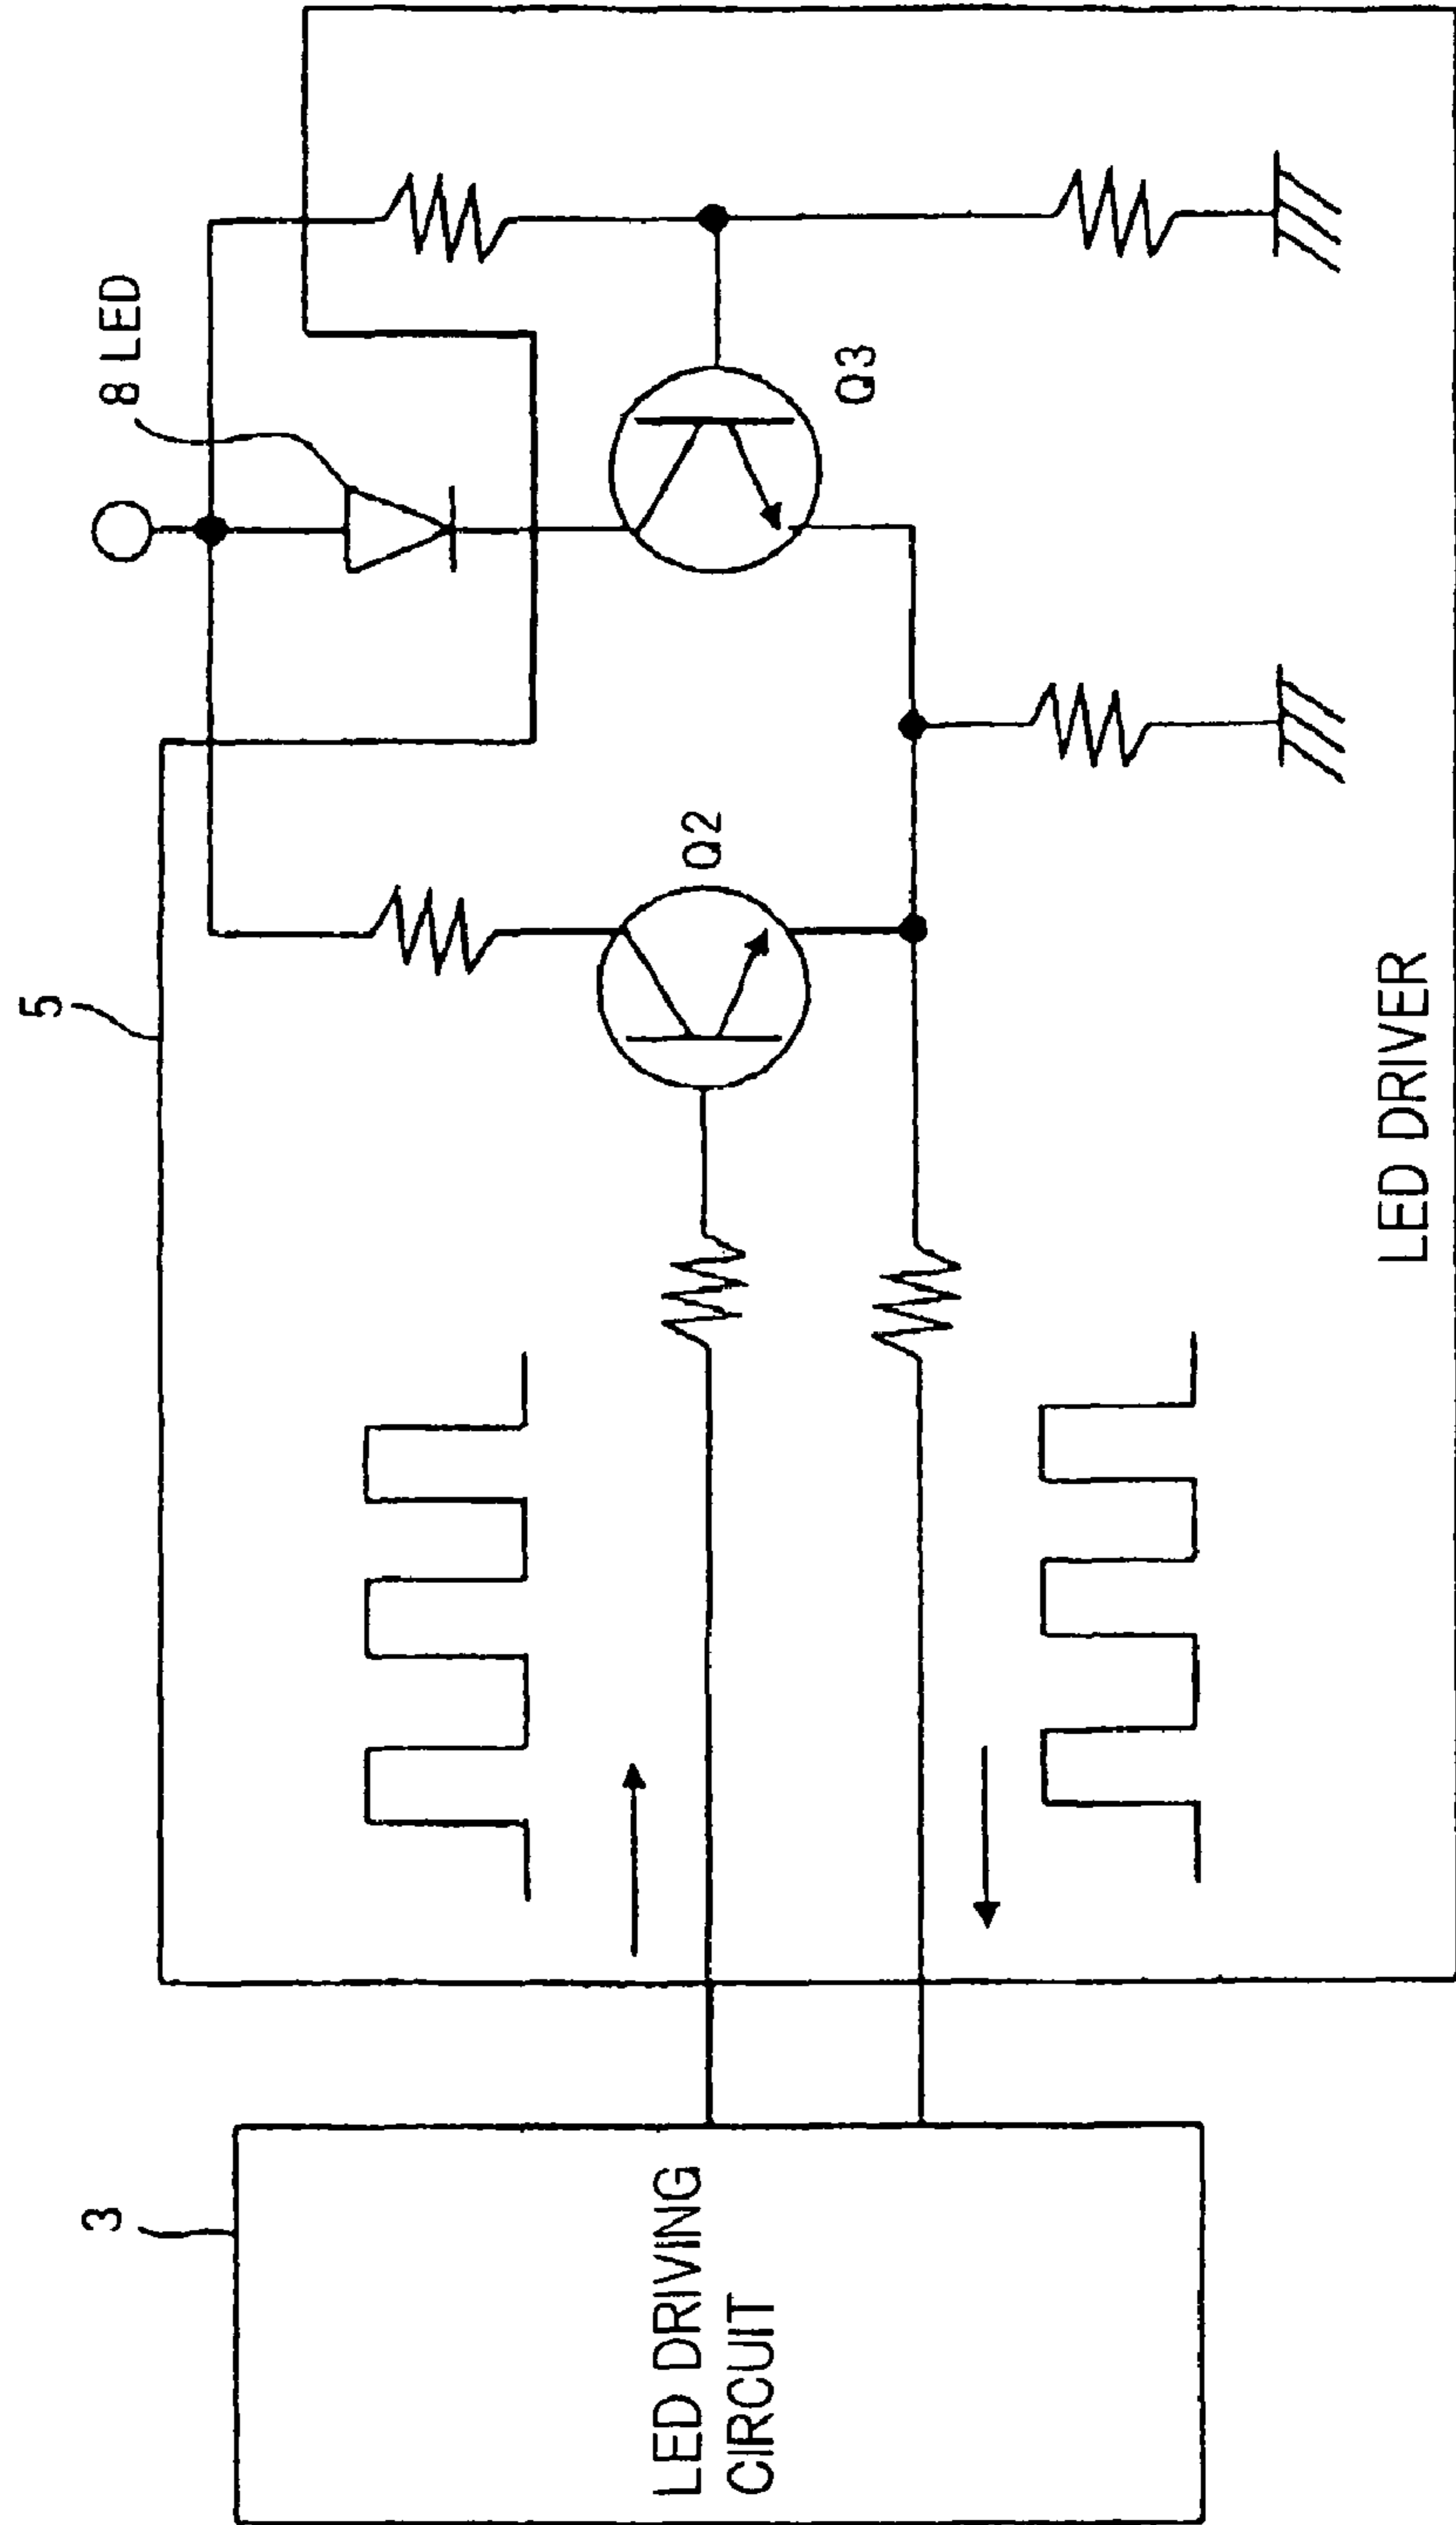 3
LED DRIVING
CIRCUIT
5
8 LED
Q2
Q3
LED DRIVER